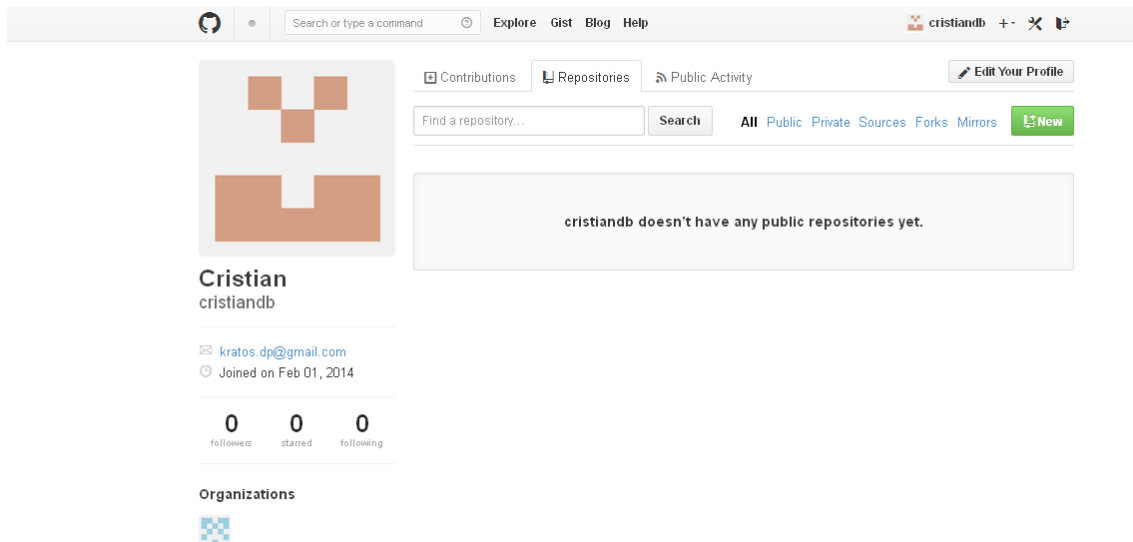 Search or type a command Explore Gist Blog Help cristiandb
Contributions Repositories Public Activity Edit Your Profile
Find a repository... Search All Public Private Sources Forks Mirrors New
cristiandb doesn't have any public repositories yet.
Cristian
cristiandb
kratos.dp@gmail.com
Joined on Feb 01, 2014
0 0 0
followers starred following
Organizations